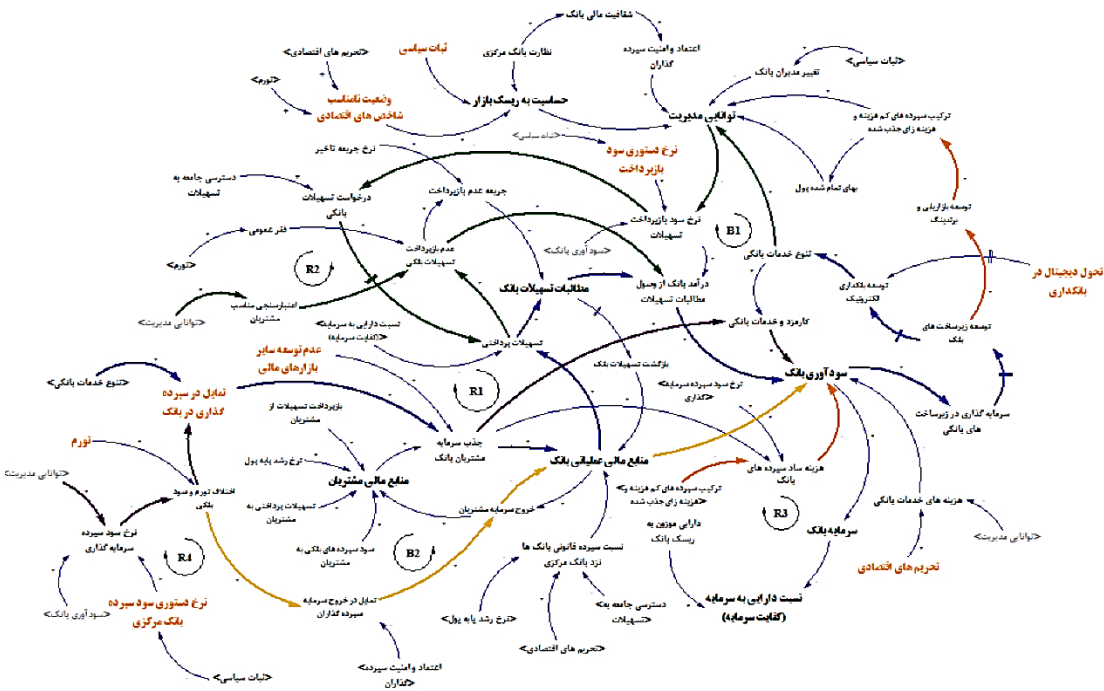 شفافیت مالی بانک
نظارت بانک مرکزی
اعتماد و امنیت سپرده
گذاران
ثبات سیاسی
<تحریم های اقتصادی>
<تورم>
وضعیت نامناسب
شاخص های اقتصادی
حساسیت به ریسک بازار
توانایی مدیریت
تغییر مدیران بانک
<ثبات سیاسی>
ترکیب سپرده های کم هزینه و
هزینه زای جذب شده
<ثبات سیاسی>
نرخ دستوری سود
بازپرداخت
نرخ جریمه تاخیر
دسترسی جامعه به
تسهیلات
درخواست تسهیلات
بانکی
جریمه عدم بازپرداخت
بهای تمام شده پول
توسعه بازاریابی و
برندینگ
نرخ سود بازپرداخت
تسهیلات
B1
فقر عمومی
<تورم>
R2
عدم بازپرداخت
تسهیلات بانکی
<سودآوری بانک>
تنوع خدمات بانکی
تحول دیجیتال در
بانکداری
توسعه بانکداری
الکترونیک
مطالبات تسهیلات بانک
درآمد بانک از وصول
مطالبات تسهیلات
اعتبارسنجی مناسب
مشتریان
<توانایی مدیریت>
<نسبت دارایی به سرمایه
(کفایت سرمایه)>
تسهیلات پرداختی
کارمزد و خدمات بانکی
توسعه زیرساخت های
بانک
عدم توسعه سایر
بازارهای مالی
بازگشت تسهیلات بانک
R1
سودآوری بانک
<تنوع خدمات بانکی>
تمایل در سپرده
گذاری در بانک
نرخ سود سپرده سرمایه>
<گذاری
سرمایه گذاری در زیرساخت
های بانکی
بازپرداخت تسهیلات از
مشتریان
تورم
جذب سرمایه
مشتریان بانک
منابع مالی عملیاتی بانک
هزینه ساد سپرده های
بانک
نرخ رشد پایه پول
منابع مالی مشتریان
<توانایی مدیریت>
اختلاف تورم و سود
بانکی
ترکیب سپرده های کم هزینه و>
<هزینه زای جذب شده
هزینه های خدمات بانکی
خروج سرمایه مشتریان
R3
تسهیلات پرداختی به
مشتریان
نرخ سود سپرده
سرمایه گذاری
دارایی موزون به
ریسک بانک
سرمایه بانک
<توانایی مدیریت>
R4
سود سپرده های بانکی به
مشتریان
B2
نسبت سپرده قانونی بانک ها
نزد بانک مرکزی
تحریم های اقتصادی
<سودآوری بانک>
نرخ دستوری سود سپرده
بانک مرکزی
تمایل در خروج سرمایه
سپرده گذاران
<نرخ رشد پایه پول>
دسترسی جامعه به>
<تسهیلات
نسبت دارایی به سرمایه
(کفایت سرمایه)
<تحریم های اقتصادی>
<ثبات سیاسی>
اعتماد و امنیت سپرده>
<گذاران